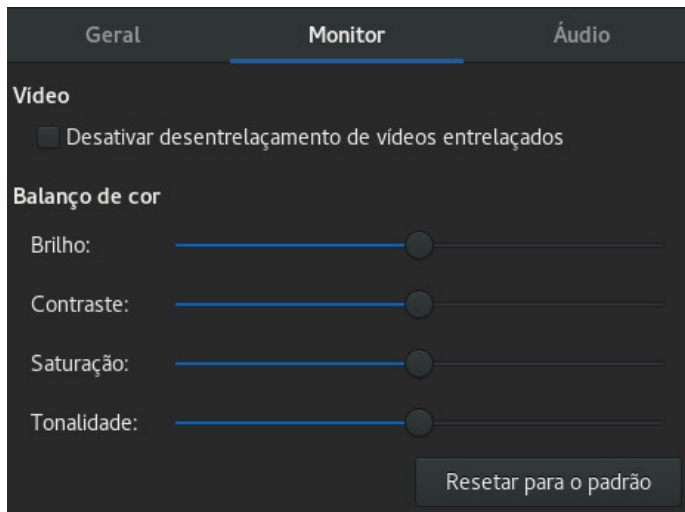 Geral Monitor Áudio
Vídeo
Desativar desentrelaçamento de vídeos entrelaçados
Balanço de cor
Brilho:
Contraste:
Saturação:
Tonalidade:
Resetar para o padrão